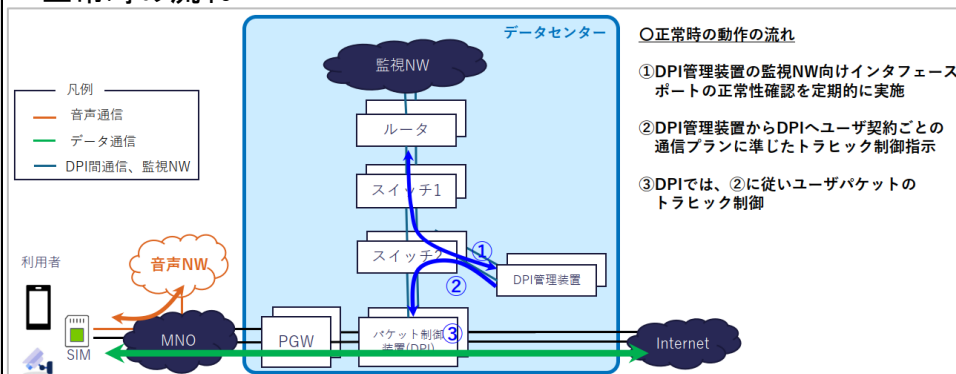 データセンター
監視NW
凡例
音声通信
データ通信
DPI間通信、監視NW
ルータ
スイッチ1
スイッチ2
①
②
DPI管理装置
利用者
音声NW
SIM
MNO
PGW
パケット制御
装置(DPI)
③
Internet
〇正常時の動作の流れ
①DPI管理装置の監視NW向けインタフェース
ポートの正常性確認を定期的に実施
②DPI管理装置からDPIへユーザ契約ごとの
通信プランに準じたトラヒック制御指示
③DPIでは、②に従いユーザパケットの
トラヒック制御